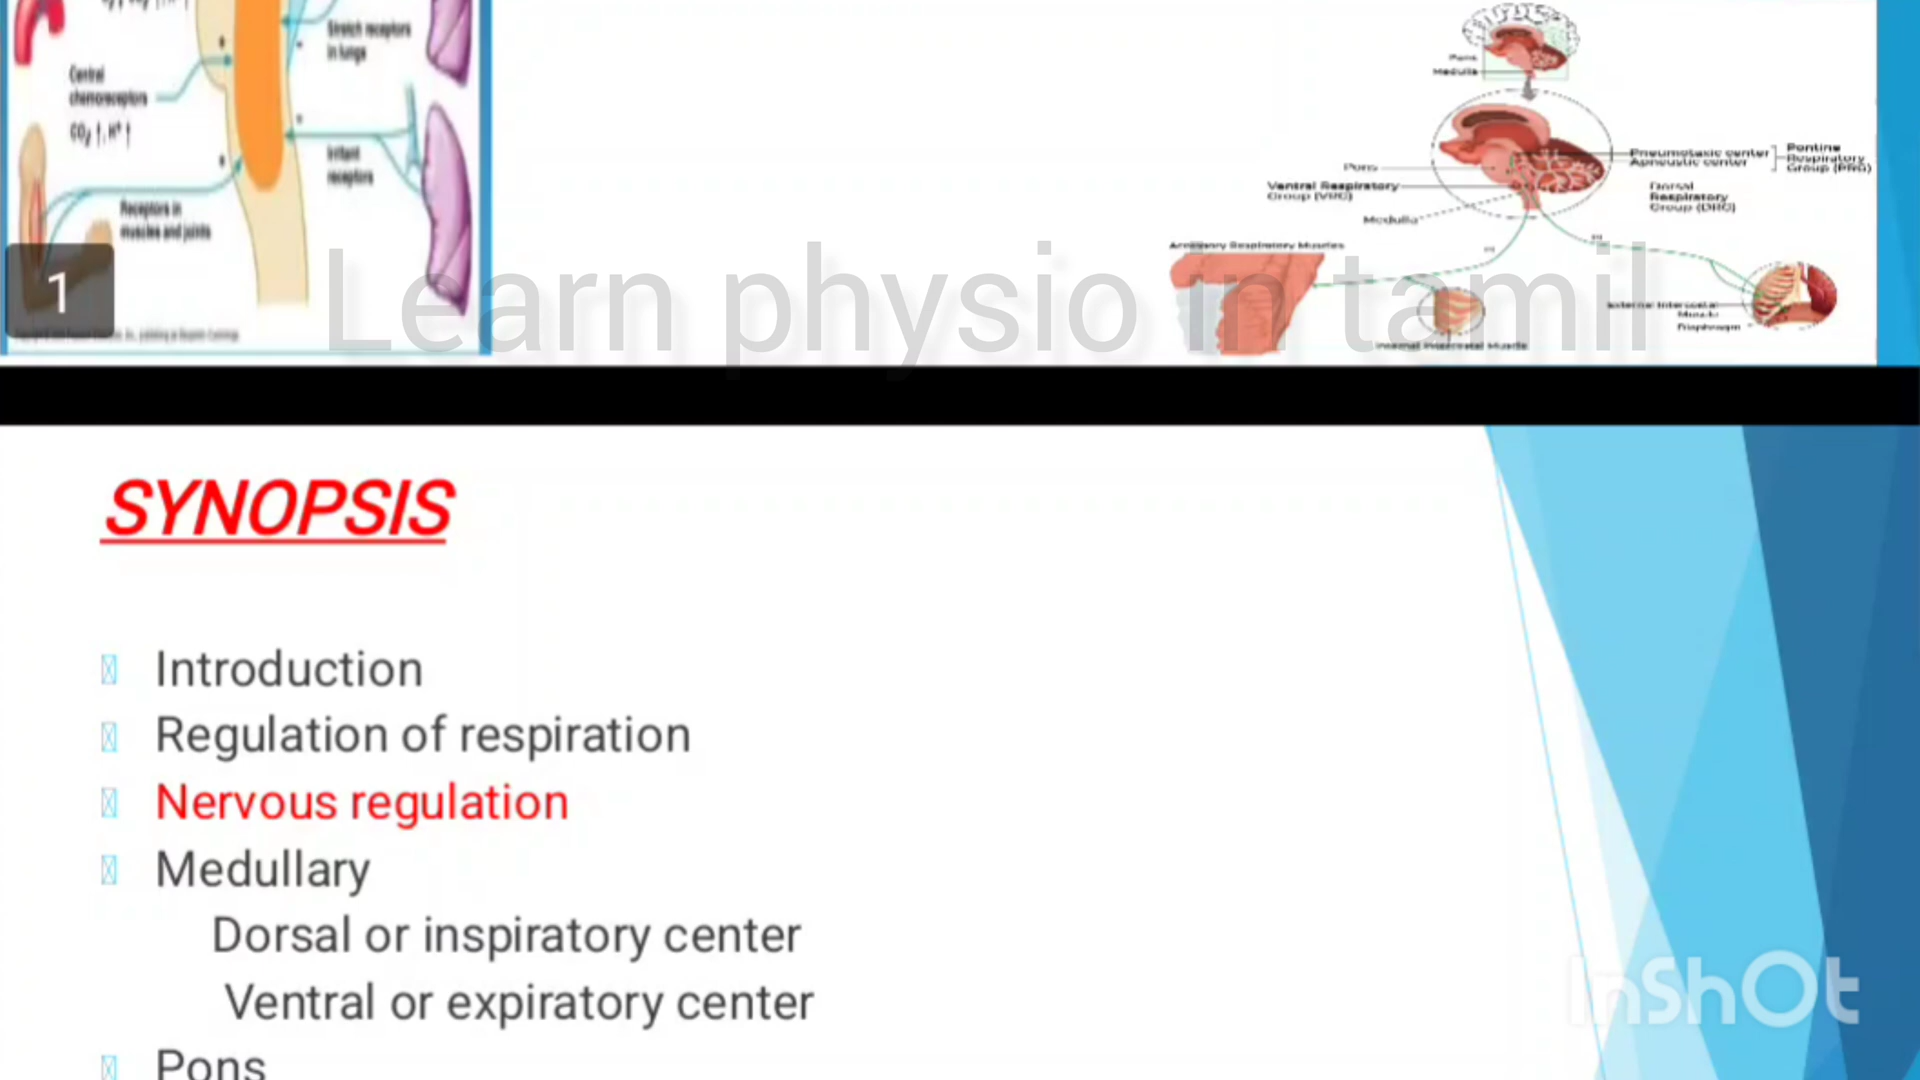 Stretch receptors
in lungs
Central
chemoreceptors
CO₂ ↑, H⁺ ↑
Irritant
receptors
Receptors in
muscles and joints
1
Pons
Medulla
Pons
Ventral Respiratory
Group (VRG)
Medulla
Pneumotaxic center
Apneustic center
Pontine
Respiratory
Group (PRG)
Dorsal
Respiratory
Group (DRG)
Accessory Respiratory Muscles
Internal Intercostal Muscle
External Intercostal
Muscle
Diaphragm
Learn physio in tamil
SYNOPSIS
Introduction
Regulation of respiration
Nervous regulation
Medullary
Dorsal or inspiratory center
Ventral or expiratory center
Pons
InShOt